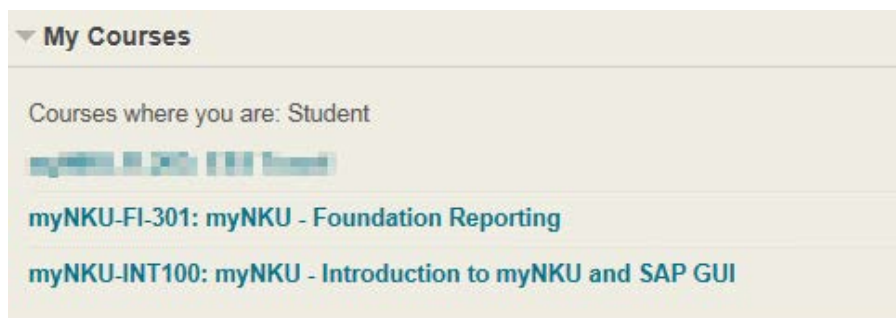 My Courses
Courses where you are: Student
myNKU-FI-301: myNKU - Foundation Reporting
myNKU-INT100: myNKU - Introduction to myNKU and SAP GUI